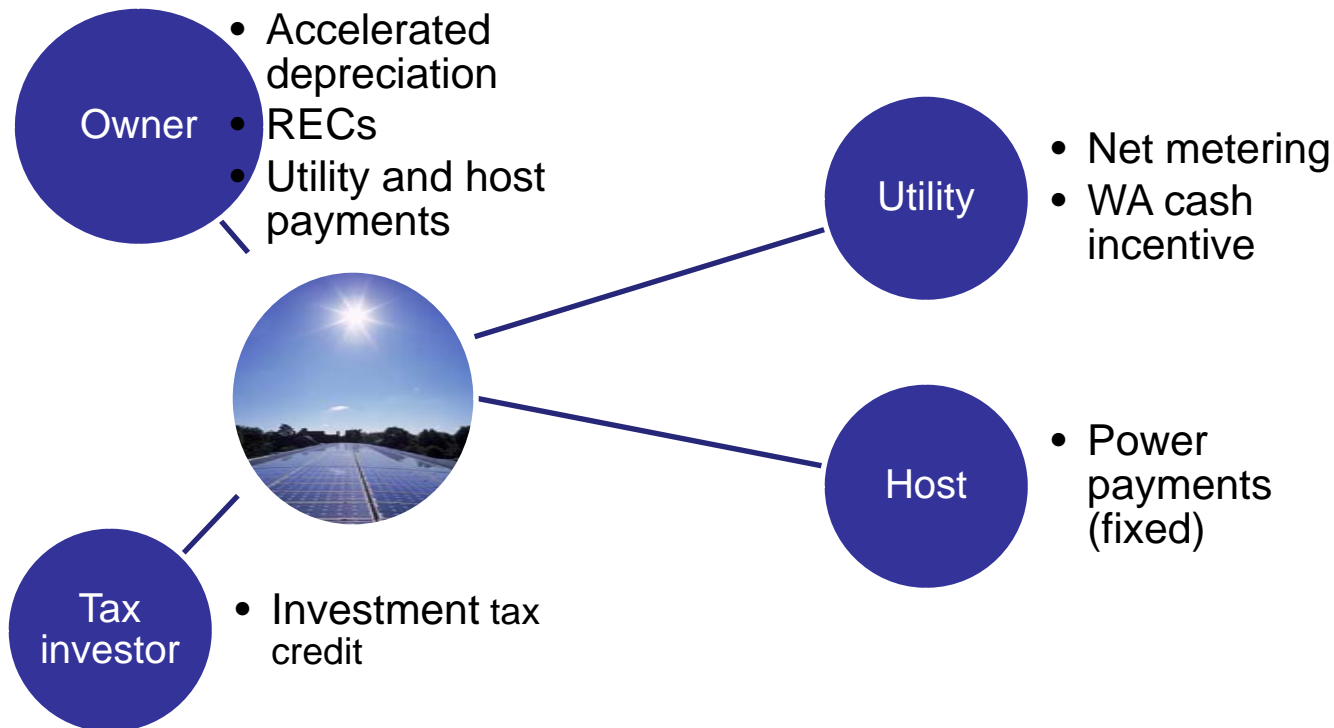 Owner
• Accelerated
depreciation
• RECs
• Utility and host
payments
Utility
• Net metering
• WA cash
incentive
Host
• Power
payments
(fixed)
Tax
investor
• Investment tax
credit